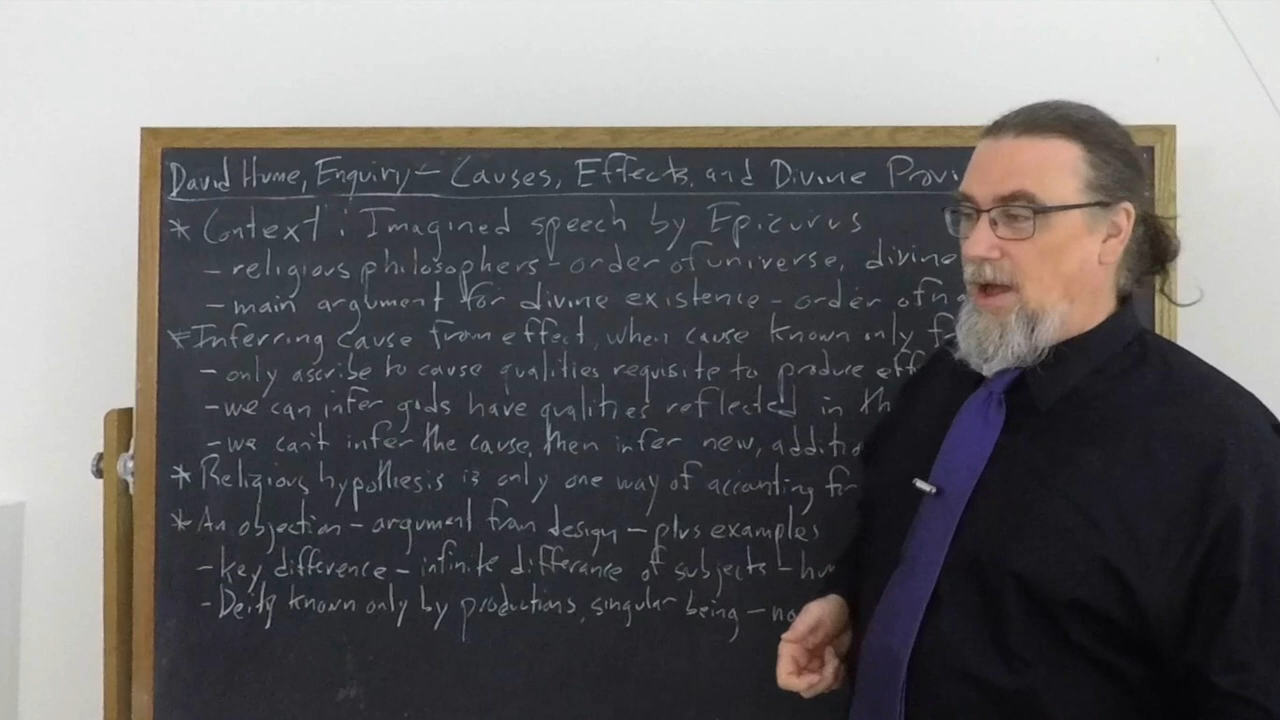 David Hume, Enquiry – Causes, Effects, and Divine Provi
* Context: Imagined speech by Epicurus
- religious philosophers - order of universe, divine
- main argument for divine existence - order of na
* Inferring cause from effect, when cause known only f
- only ascribe to cause qualities requisite to produce eff
- we can infer gods have qualities reflected in th
- we can't infer the cause, then infer new, additio
* Religious hypothesis is only one way of accounting for
* An objection - argument from design - plus examples
- key difference - infinite difference of subjects - hum
- Deity known only by productions, singular being - no